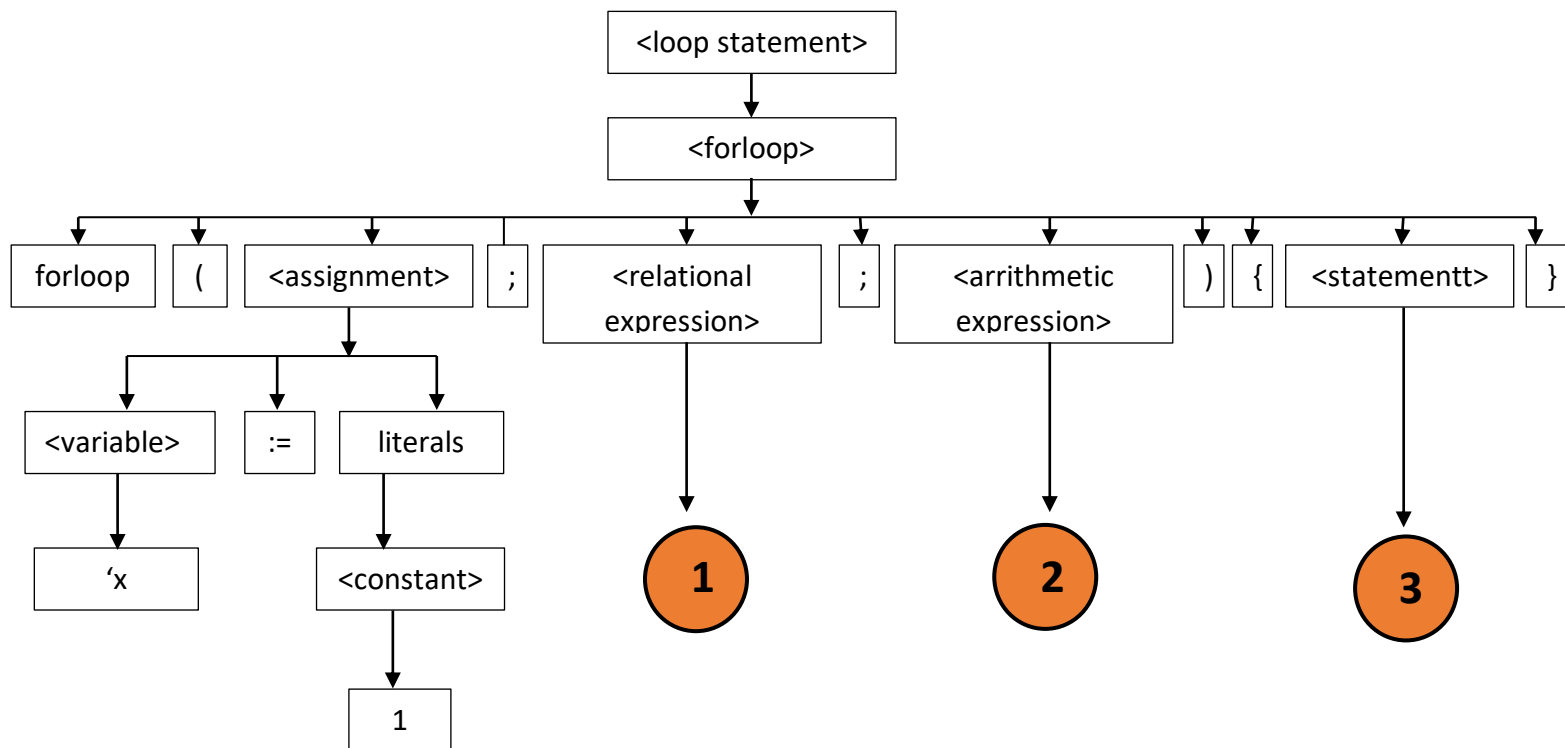 <loop statement>
<forloop>
forloop
(
<assignment>
;
<relational
expression>
;
<arrithmetic
expression>
)
{
<statementt>
}
<variable>
:=
literals
‘x
<constant>
1
2
3
1